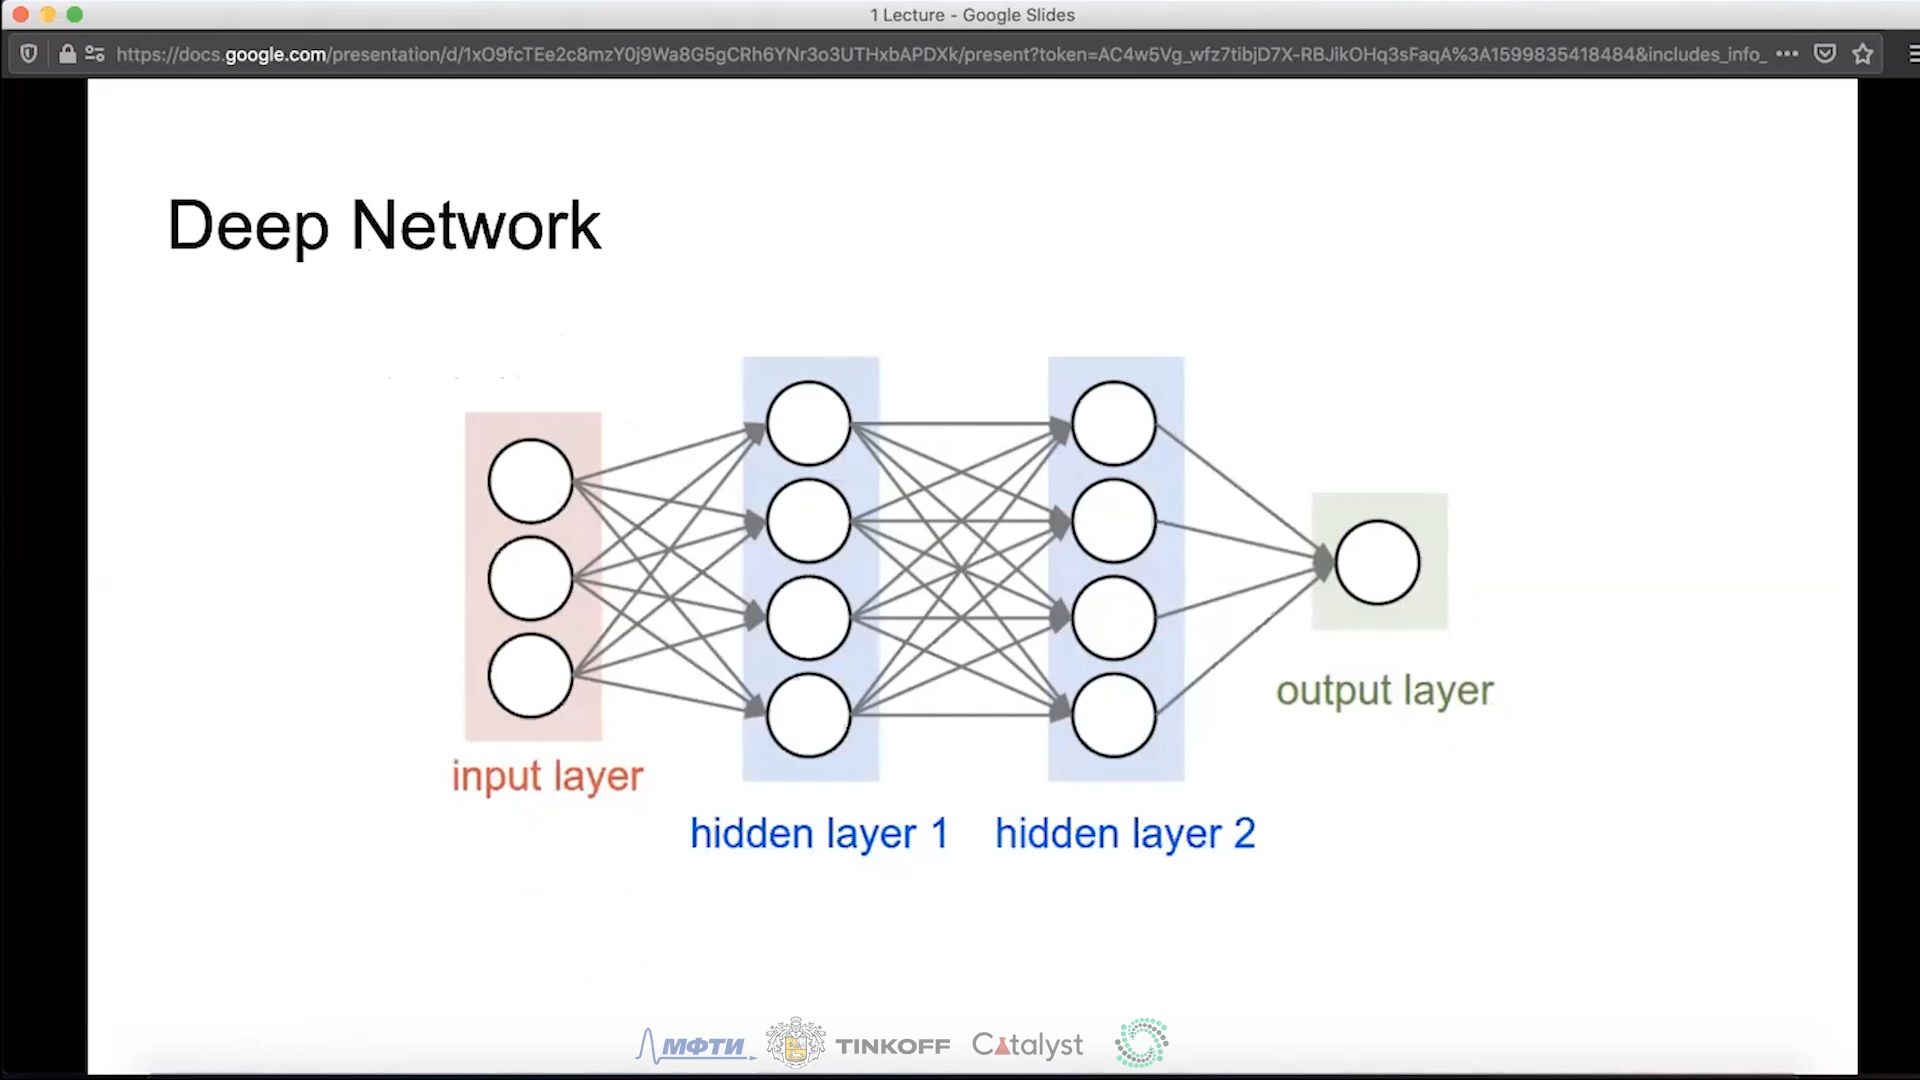 1 Lecture - Google Slides
https://docs.google.com/presentation/d/1xO9fcTEe2c8mzY0j9Wa8G5gCRh6YNr3o3UTHxbAPDXk/present?token=AC4w5Vg_wfz7tibjD7X-RBJikOHq3sFaqA%3A1599835418484&includes_info_
Deep Network
input layer
hidden layer 1
hidden layer 2
output layer
МФТИ
TINKOFF
Catalyst